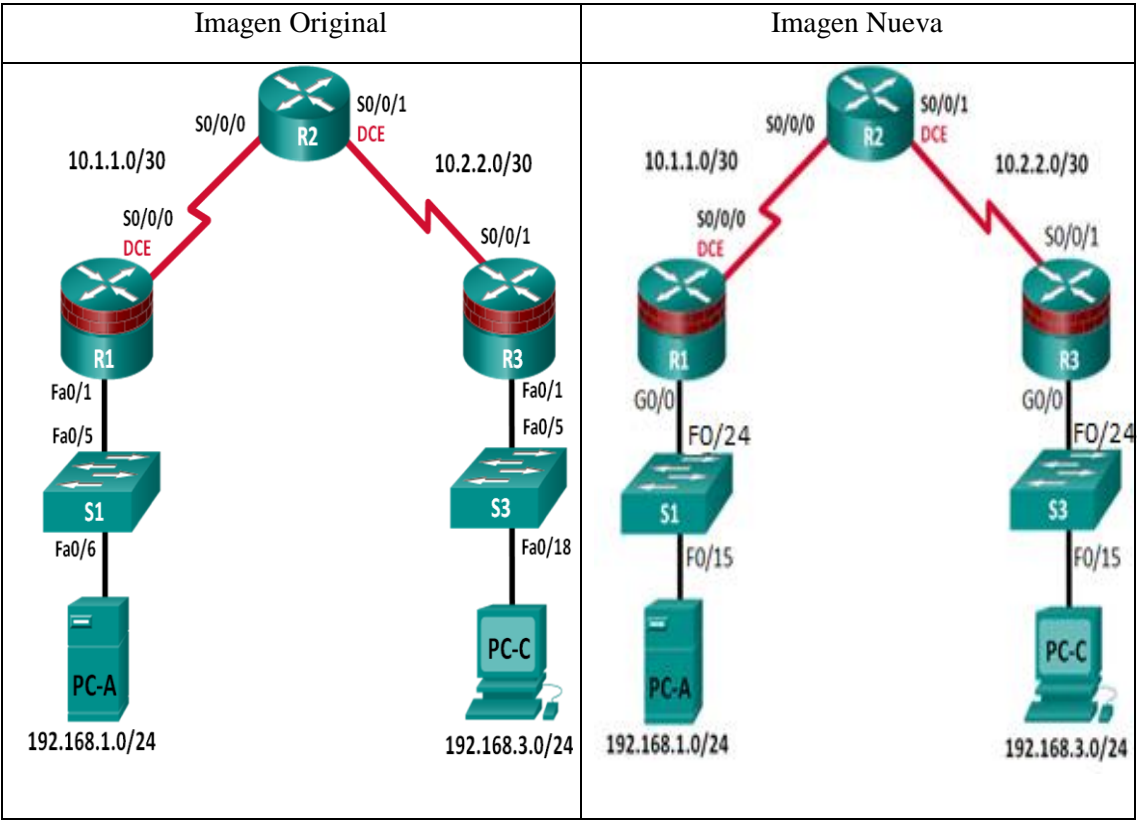 Imagen Original
S0/0/0
S0/0/1
R2
DCE
10.1.1.0/30
10.2.2.0/30
S0/0/0
DCE
S0/0/1
R1
R3
Fa0/1
Fa0/1
Fa0/5
Fa0/5
S1
S3
Fa0/6
Fa0/18
PC-A
PC-C
192.168.1.0/24
192.168.3.0/24
Imagen Nueva
S0/0/0
S0/0/1
R2
DCE
10.1.1.0/30
10.2.2.0/30
S0/0/0
DCE
S0/0/1
R1
R3
G0/0
G0/0
F0/24
F0/24
S1
S3
F0/15
F0/15
PC-A
PC-C
192.168.1.0/24
192.168.3.0/24